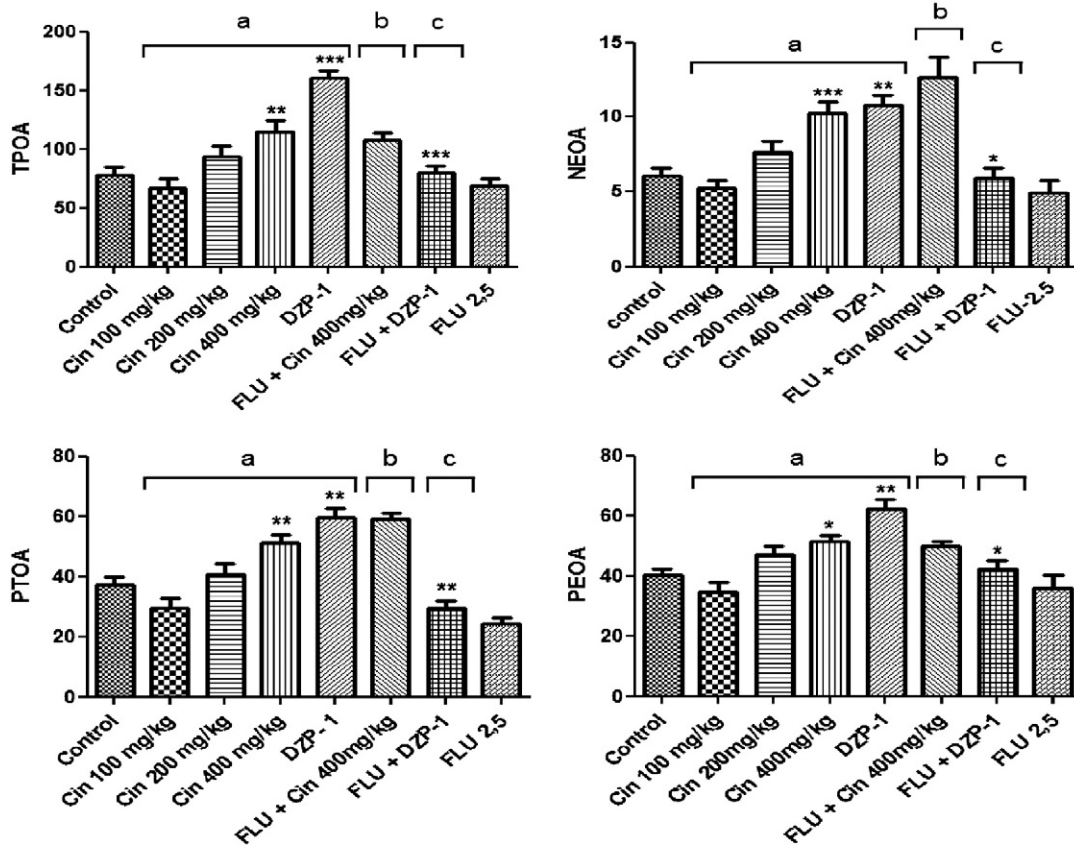 a
b
c
200
150
100
50
0
TPOA
**
***
***
Control
Cin 100 mg/kg
Cin 200 mg/kg
Cin 400 mg/kg
DZP-1
FLU + Cin 400mg/kg
FLU + DZP-1
FLU 2,5
a
b
c
15
10
5
0
NEOA
***
**
*
control
Cin 100 mg/kg
Cin 200 mg/kg
Cin 400 mg/kg
DZP-1
FLU + Cin 400mg/kg
FLU + DZP-1
FLU-2.5
a
b
c
80
60
40
20
0
PTOA
**
**
**
Control
Cin 100 mg/kg
Cin 200 mg/kg
Cin 400 mg/kg
DZP-1
FLU + Cin 400mg/kg
FLU + DZP-1
FLU 2,5
a
b
c
80
60
40
20
0
PEOA
*
**
*
Control
Cin 100 mg/kg
Cin 200mg/kg
Cin 400mg/kg
DZP-1
FLU + Cin 400mg/kg
FLU + DZP-1
FLU 2,5